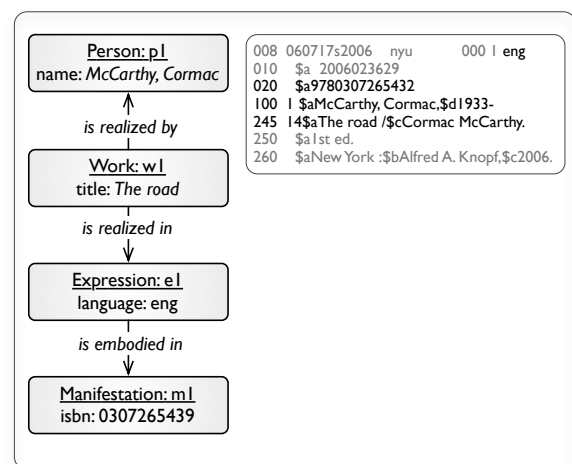 Person: p1
name: McCarthy, Cormac
is realized by
Work: w1
title: The road
is realized in
Expression: e1
language: eng
is embodied in
Manifestation: m1
isbn: 0307265439
008 060717s2006 nyu 000 1 eng
010 $a 2006023629
020 $a9780307265432
100 1 $aMcCarthy, Cormac,$d1933-
245 14$aThe road /$cCormac McCarthy.
250 $a1st ed.
260 $aNew York :$bAlfred A. Knopf,$c2006.